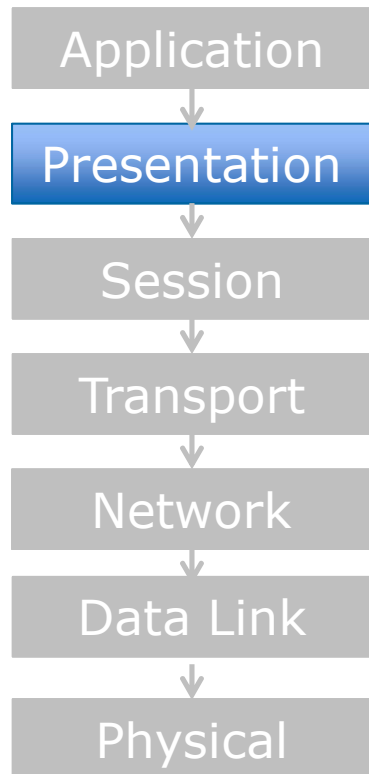 Application
Presentation
Session
Transport
Network
Data Link
Physical